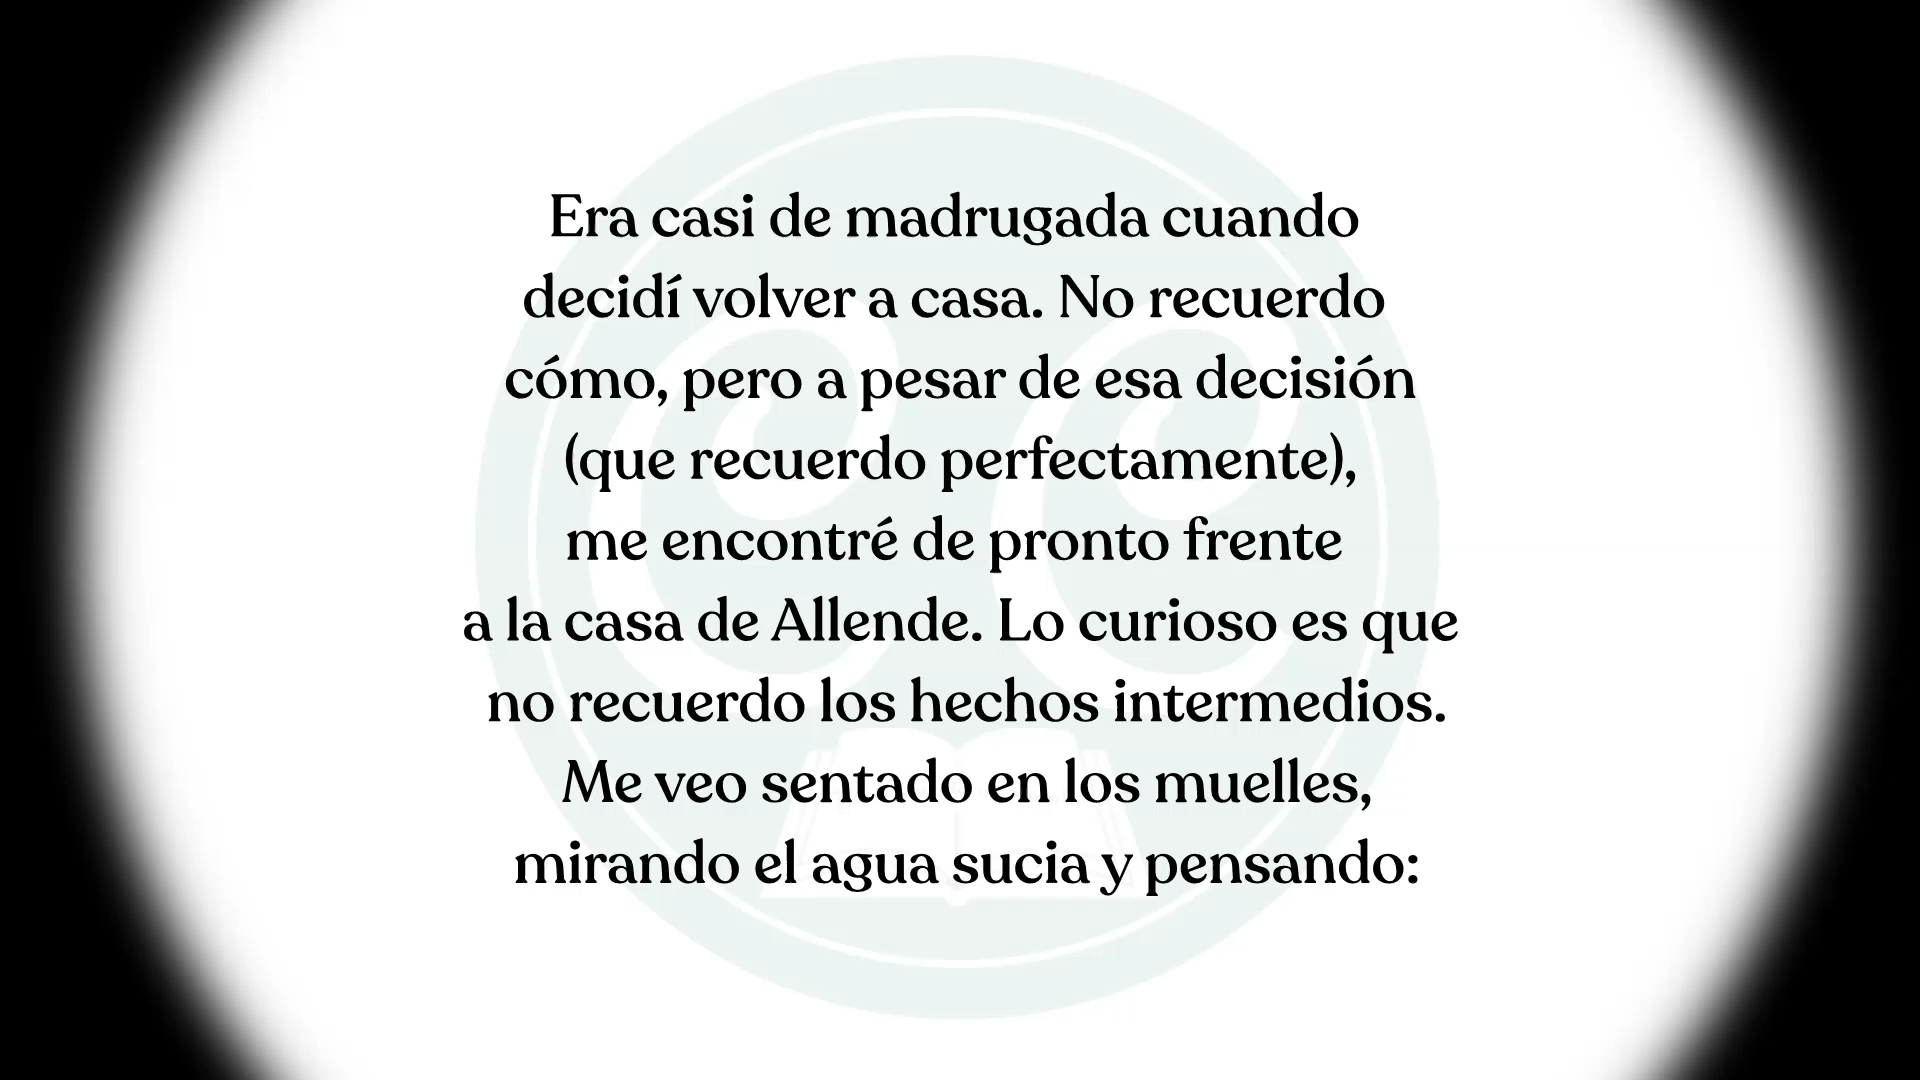 Era casi de madrugada cuando
decidí volver a casa. No recuerdo
cómo, pero a pesar de esa decisión
(que recuerdo perfectamente),
me encontré de pronto frente
a la casa de Allende. Lo curioso es que
no recuerdo los hechos intermedios.
Me veo sentado en los muelles,
mirando el agua sucia y pensando: